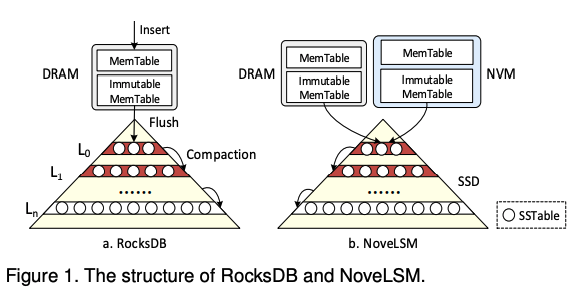 Insert
DRAM
MemTable
Immutable
MemTable
Flush
L0
L1
Compaction
......
Ln
a. RocksDB
DRAM
MemTable
Immutable
MemTable
MemTable
Immutable
MemTable
NVM
......
SSD
b. NoveLSM
SSTable
Figure 1. The structure of RocksDB and NoveLSM.